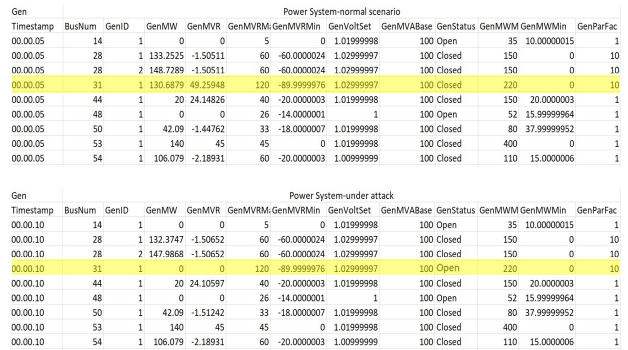 Gen Power System-normal scenario
Timestamp BusNum GenID GenMW GenMVR GenMVRM GenMVRMin GenVoltSet GenMVABase GenStatus GenMWM GenMWMin GenParFac
00.00.05 14 1 0 0 5 0 1.01999998 100 Open 35 10.00000015 1
00.00.05 28 1 133.2525 -1.50511 60 -60.0000024 1.02999997 100 Closed 150 0 10
00.00.05 28 2 148.7289 -1.50511 60 -60.0000024 1.02999997 100 Closed 150 0 10
00.00.05 31 1 130.6879 49.25948 120 -89.9999976 1.02999997 100 Closed 220 0 10
00.00.05 44 1 20 24.14826 40 -20.0000003 1.01999998 100 Closed 150 20.0000003 1
00.00.05 48 1 0 0 26 -14.0000001 1 100 Open 52 15.99999964 1
00.00.05 50 1 42.09 -1.44762 33 -18.0000007 1.01999998 100 Closed 80 37.99999952 1
00.00.05 53 1 140 45 45 0 1.01999998 100 Closed 400 0 1
00.00.05 54 1 106.079 -2.18931 60 -20.0000003 1.00999999 100 Closed 110 15.0000006 1
Gen Power System-under attack
Timestamp BusNum GenID GenMW GenMVR GenMVRM GenMVRMin GenVoltSet GenMVABase GenStatus GenMWM GenMWMin GenParFac
00.00.10 14 1 0 0 5 0 1.01999998 100 Open 35 10.00000015 1
00.00.10 28 1 132.3747 -1.50652 60 -60.0000024 1.02999997 100 Closed 150 0 10
00.00.10 28 2 147.9868 -1.50652 60 -60.0000024 1.02999997 100 Closed 150 0 10
00.00.10 31 1 0 0 120 -89.9999976 1.02999997 100 Open 220 0 10
00.00.10 44 1 20 24.10597 40 -20.0000003 1.01999998 100 Closed 150 20.0000003 1
00.00.10 48 1 0 0 26 -14.0000001 1 100 Open 52 15.99999964 1
00.00.10 50 1 42.09 -1.51242 33 -18.0000007 1.01999998 100 Closed 80 37.99999952 1
00.00.10 53 1 140 45 45 0 1.01999998 100 Closed 400 0 1
00.00.10 54 1 106.079 -2.18931 60 -20.0000003 1.00999999 100 Closed 110 15.0000006 1